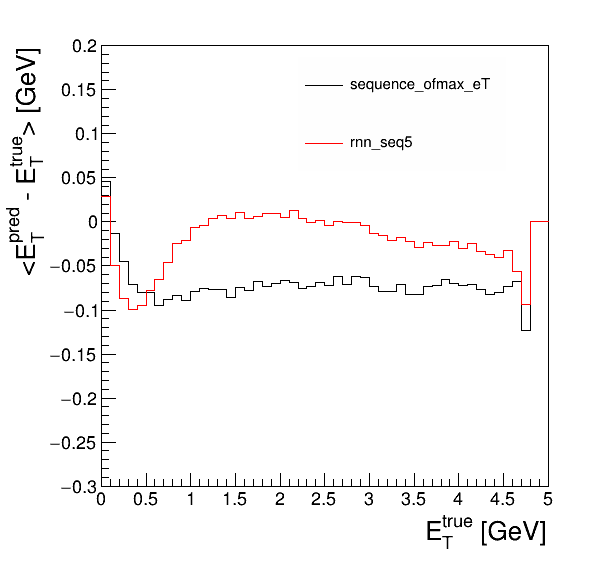 <E_T^pred - E_T^true> [GeV]
0.2
0.15
0.1
0.05
0
−0.05
−0.1
−0.15
−0.2
−0.25
−0.3
sequence_ofmax_eT
rnn_seq5
0 0.5 1 1.5 2 2.5 3 3.5 4 4.5 5
E_T^true [GeV]